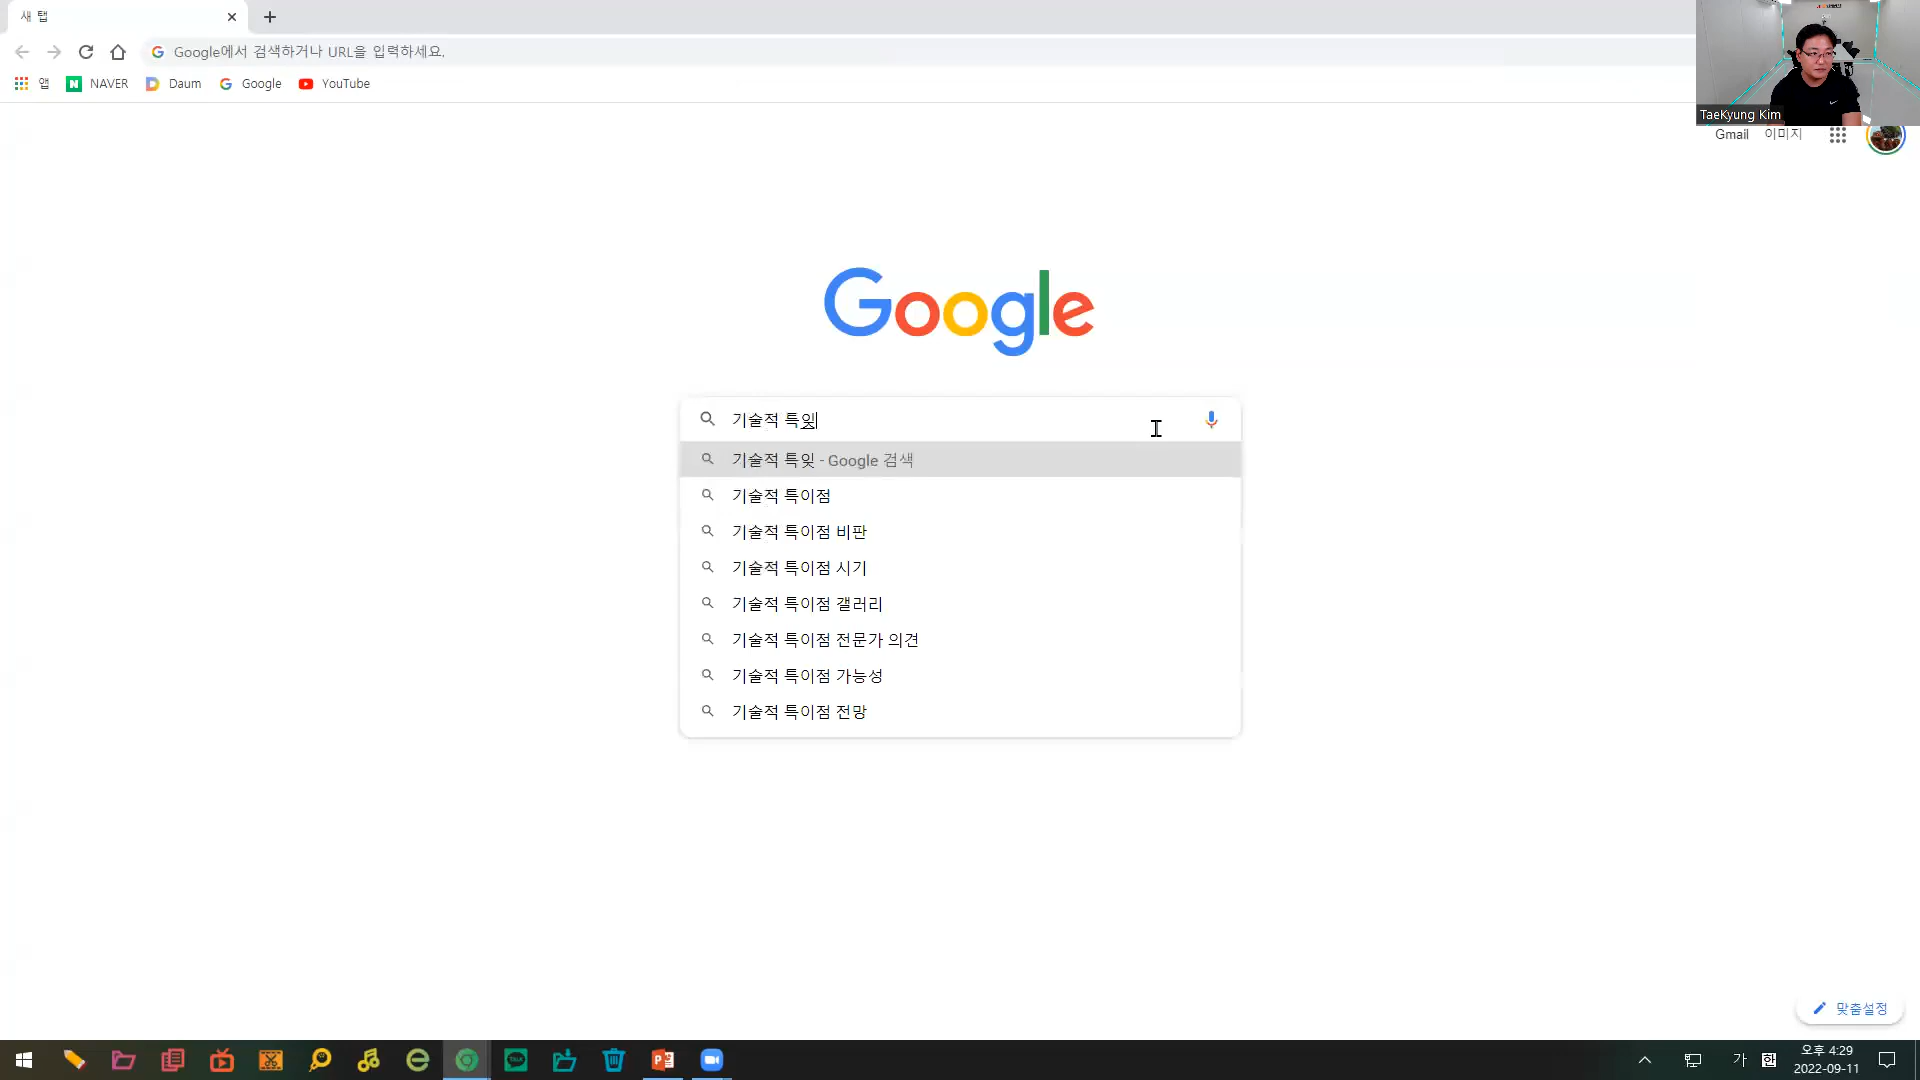 새 탭
Google에서 검색하거나 URL을 입력하세요.
앱 NAVER Daum Google YouTube
TaeKyung Kim
Gmail 이미지
Google
기술적 특잊
기술적 특잊 - Google 검색
기술적 특이점
기술적 특이점 비판
기술적 특이점 시기
기술적 특이점 갤러리
기술적 특이점 전문가 의견
기술적 특이점 가능성
기술적 특이점 전망
맞춤설정
TALK
가 한 오후 4:29
2022-09-11